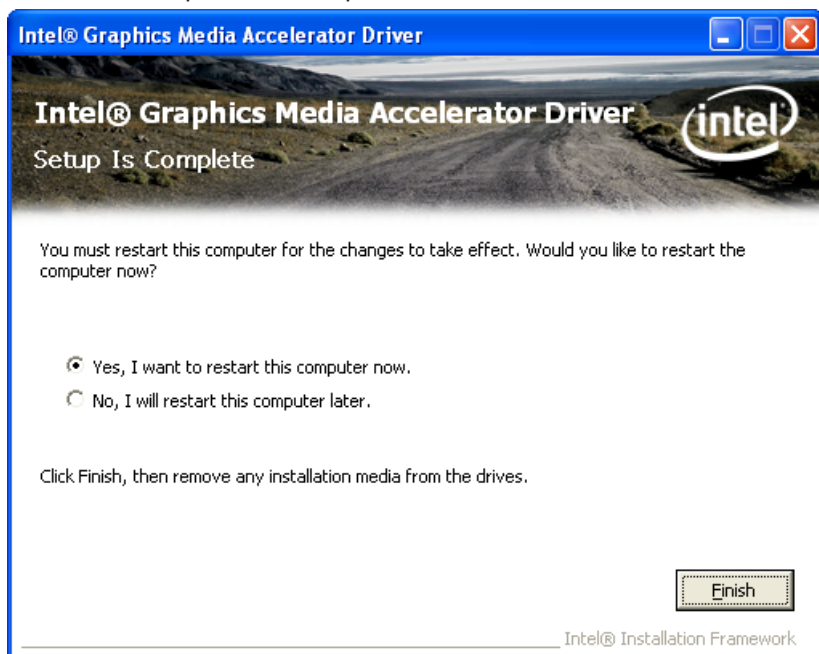 Intel® Graphics Media Accelerator Driver
Intel® Graphics Media Accelerator Driver
intel
Setup Is Complete
You must restart this computer for the changes to take effect. Would you like to restart the
computer now?
Yes, I want to restart this computer now.
No, I will restart this computer later.
Click Finish, then remove any installation media from the drives.
Finish
Intel® Installation Framework